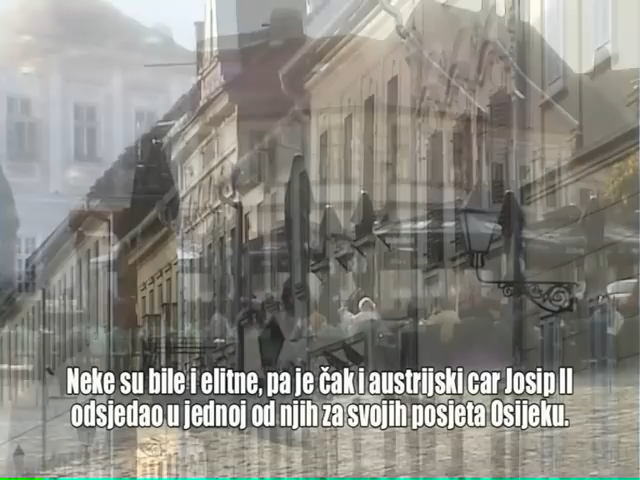 Neke su bile i elitne, pa je čak i austrijski car Josip II
odsjedao u jednoj od njih za svojih posjeta Osijeku.